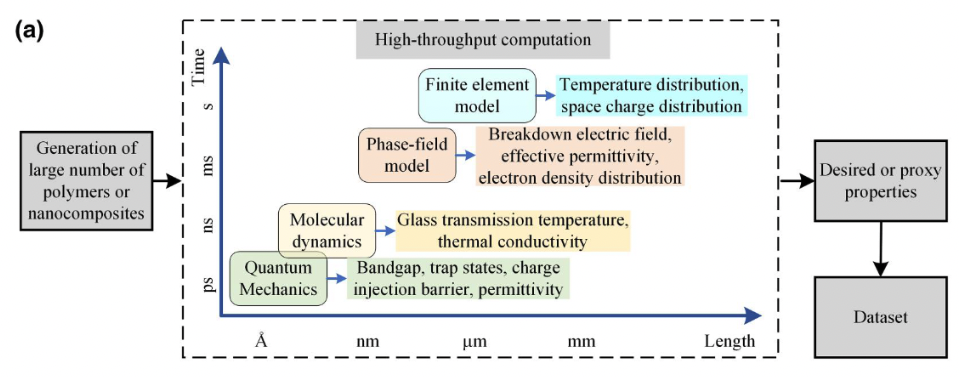 (a)
High-throughput computation
Time
s
ms
ns
ps
Generation of
large number of
polymers or
nanocomposites
Finite element
model
Temperature distribution,
space charge distribution
Phase-field
model
Breakdown electric field,
effective permittivity,
electron density distribution
Molecular
dynamics
Glass transmission temperature,
thermal conductivity
Quantum
Mechanics
Bandgap, trap states, charge
injection barrier, permittivity
Å
nm
μm
mm
Length
Desired or proxy
properties
Dataset